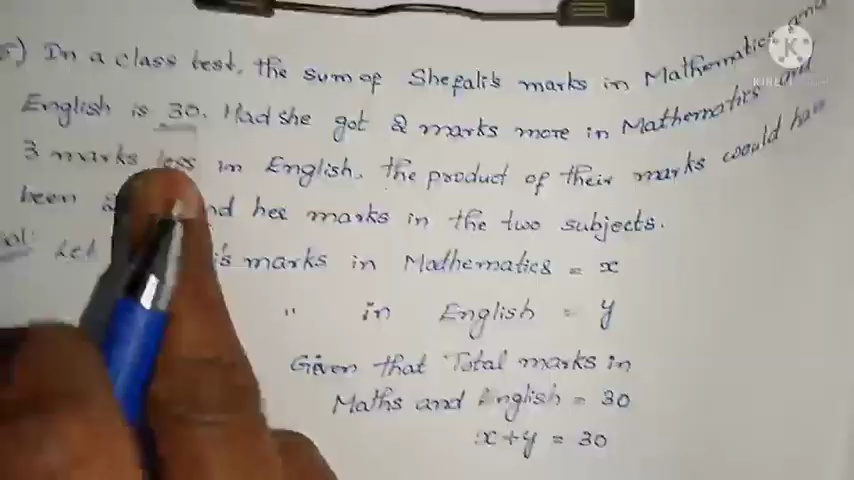 5) In a class test, the sum of Shefali's marks in Mathematics and
English is 30. Had she got 2 marks more in Mathematics and
3 marks less in English, the product of their marks would have
been nd her marks in the two subjects.
Sol: Let 's marks in Mathematics = x
" in English = y
Given that Total marks in
Maths and English = 30
x+y = 30
K